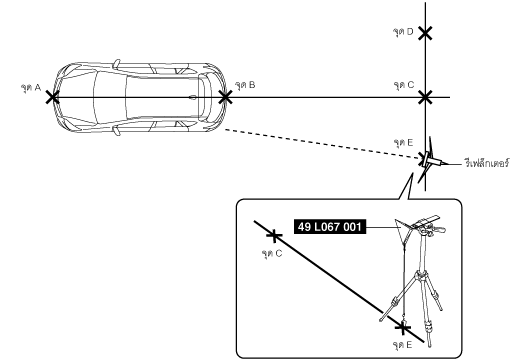 จุด D
จุด A
จุด B
จุด C
จุด E
รีเฟล็กเตอร์
49 L067 001
จุด C
จุด E